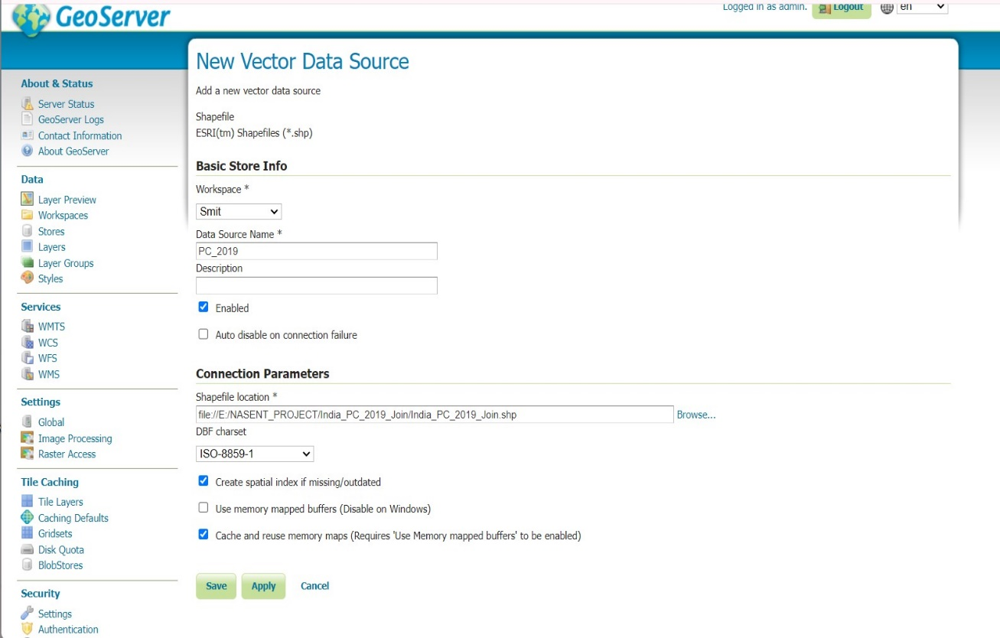 GeoServer
Logged in as admin.
Logout
en
About & Status
Server Status
GeoServer Logs
Contact Information
About GeoServer
Data
Layer Preview
Workspaces
Stores
Layers
Layer Groups
Styles
Services
WMTS
WCS
WFS
WMS
Settings
Global
Image Processing
Raster Access
Tile Caching
Tile Layers
Caching Defaults
Gridsets
Disk Quota
BlobStores
Security
Settings
Authentication
New Vector Data Source
Add a new vector data source
Shapefile
ESRI(tm) Shapefiles (*.shp)
Basic Store Info
Workspace *
Smit
Data Source Name *
PC_2019
Description
Enabled
Auto disable on connection failure
Connection Parameters
Shapefile location *
file://E:/NASENT_PROJECT/India_PC_2019_Join/India_PC_2019_Join.shp Browse...
DBF charset
ISO-8859-1
Create spatial index if missing/outdated
Use memory mapped buffers (Disable on Windows)
Cache and reuse memory maps (Requires 'Use Memory mapped buffers' to be enabled)
Save Apply Cancel